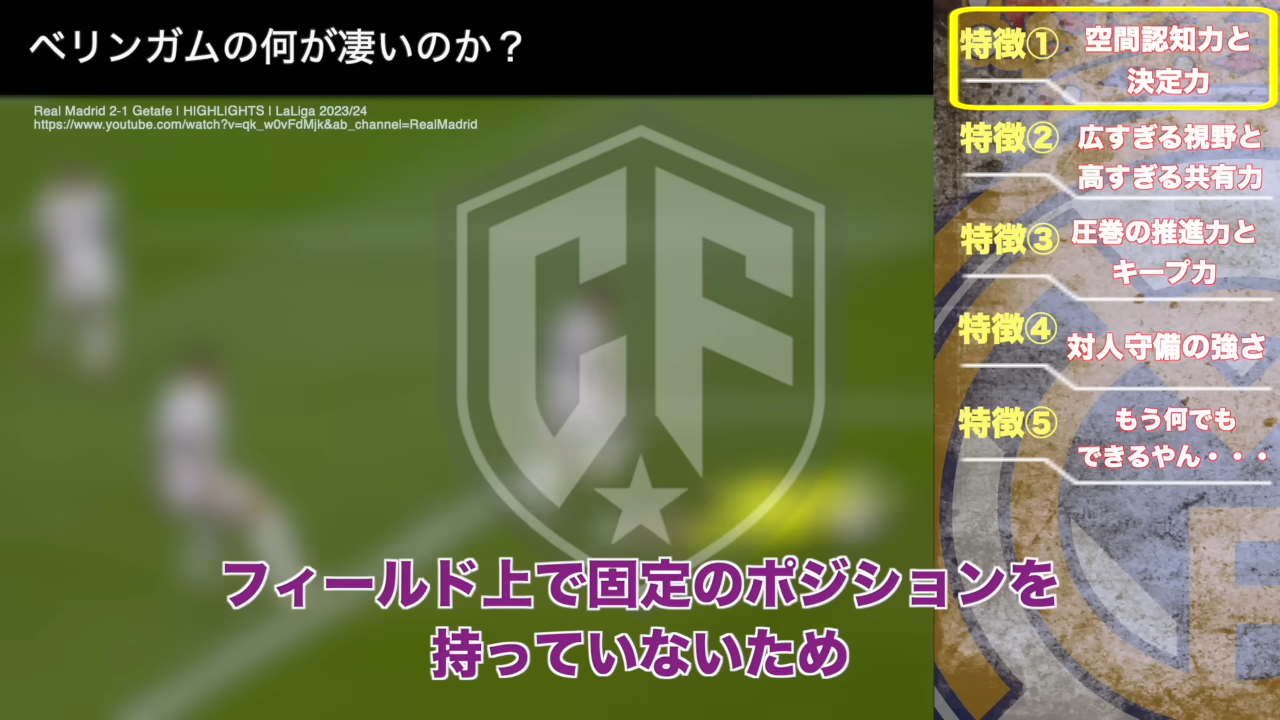 ベリンガムの何が凄いのか？
Real Madrid 2-1 Getafe | HIGHLIGHTS | LaLiga 2023/24
https://www.youtube.com/watch?v=qk_w0vFdMjk&ab_channel=RealMadrid
CF
フィールド上で固定のポジションを
持っていないため
特徴①
空間認知力と
決定力
特徴②
広すぎる視野と
高すぎる共有力
特徴③
圧巻の推進力と
キープ力
特徴④
対人守備の強さ
特徴⑤
もう何でも
できるやん・・・